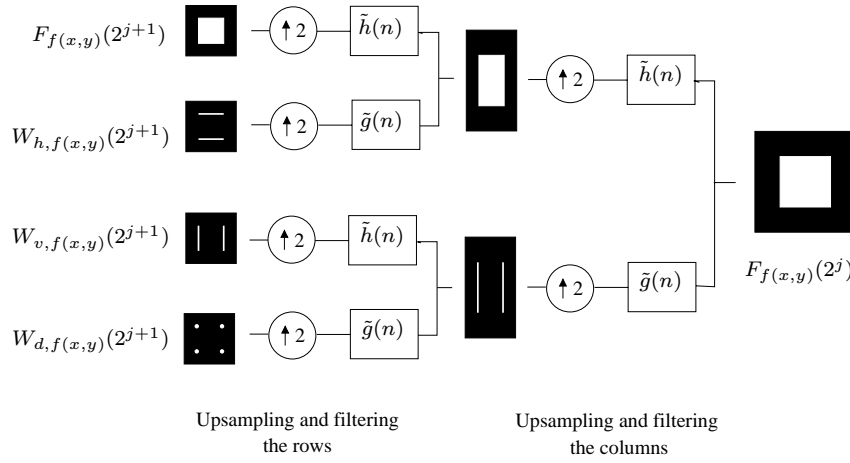 F_{f(x,y)}(2^{j+1}) ↑2 h̃(n)
↑2 h̃(n)
W_{h,f(x,y)}(2^{j+1}) ↑2 g̃(n)
W_{v,f(x,y)}(2^{j+1}) ↑2 h̃(n)
F_{f(x,y)}(2^j)
↑2 g̃(n)
W_{d,f(x,y)}(2^{j+1}) ↑2 g̃(n)
Upsampling and filtering
the rows
Upsampling and filtering
the columns